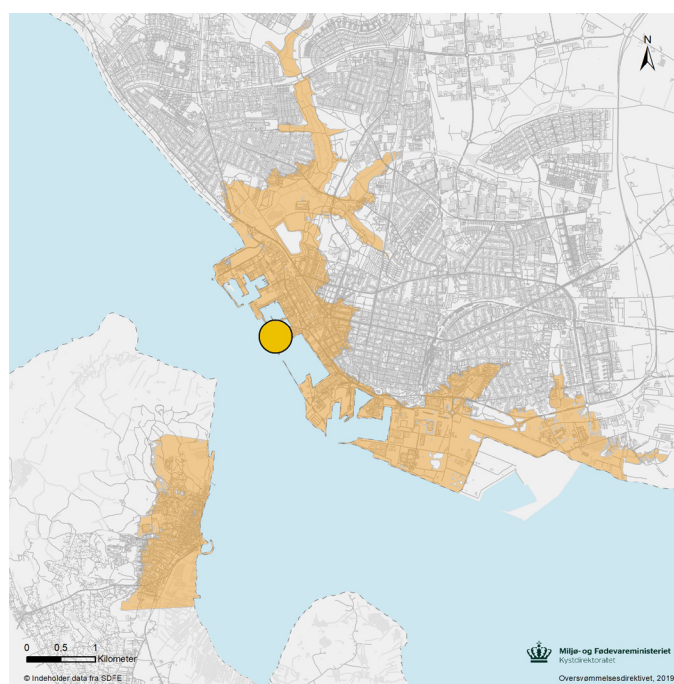 N
0 0,5 1
Kilometer
© Indeholder data fra SDFE
Miljø- og Fødevareministeriet
Kystdirektoratet
Oversvømmelsesdirektivet, 2019